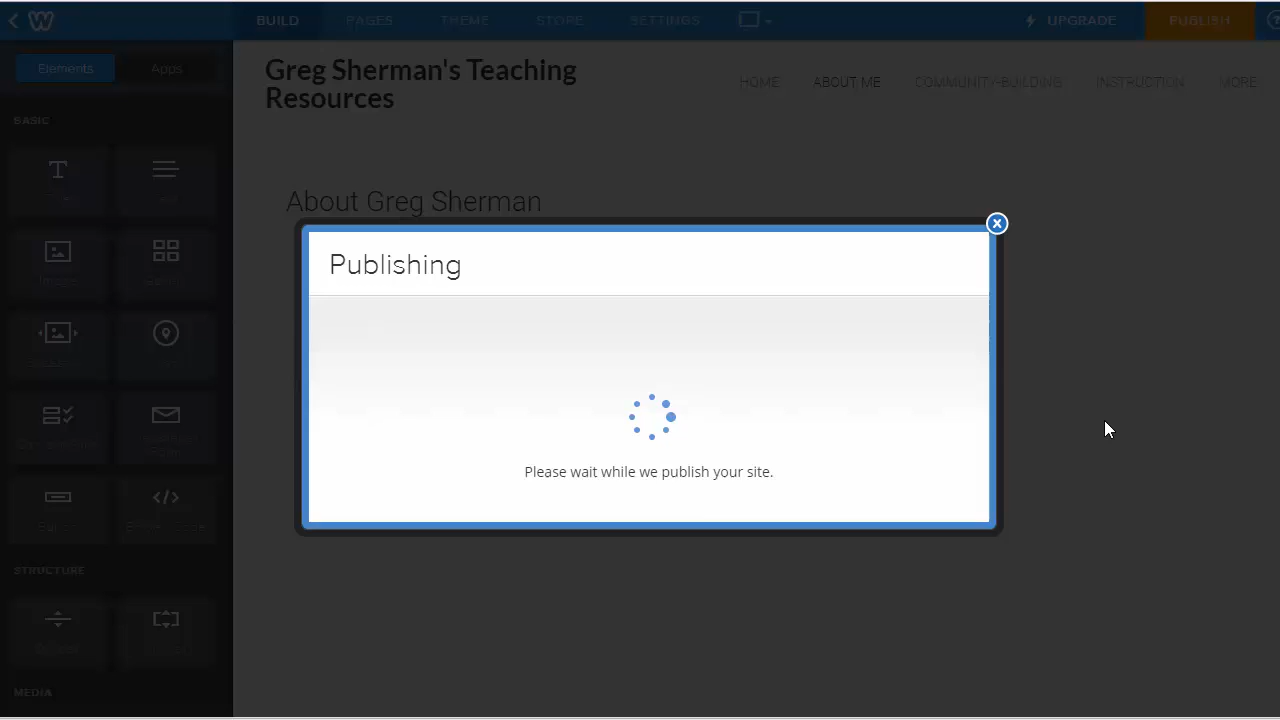 BUILD
PAGES
THEME
STORE
SETTINGS
UPGRADE
PUBLISH
Elements
Apps
Greg Sherman's Teaching
Resources
HOME
ABOUT ME
COMMUNITY-BUILDING
INSTRUCTION
MORE
BASIC
About Greg Sherman
Publishing
Please wait while we publish your site.
STRUCTURE
MEDIA